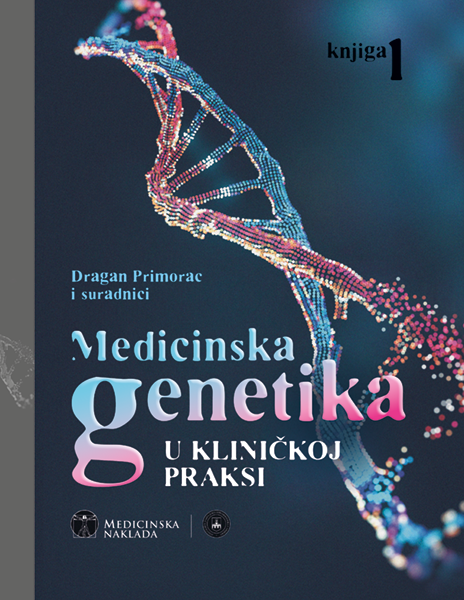 knjiga 1
Dragan Primorac
i suradnici
Medicinska
genetika
U KLINIČKOJ
PRAKSI
MEDICINSKA
NAKLADA